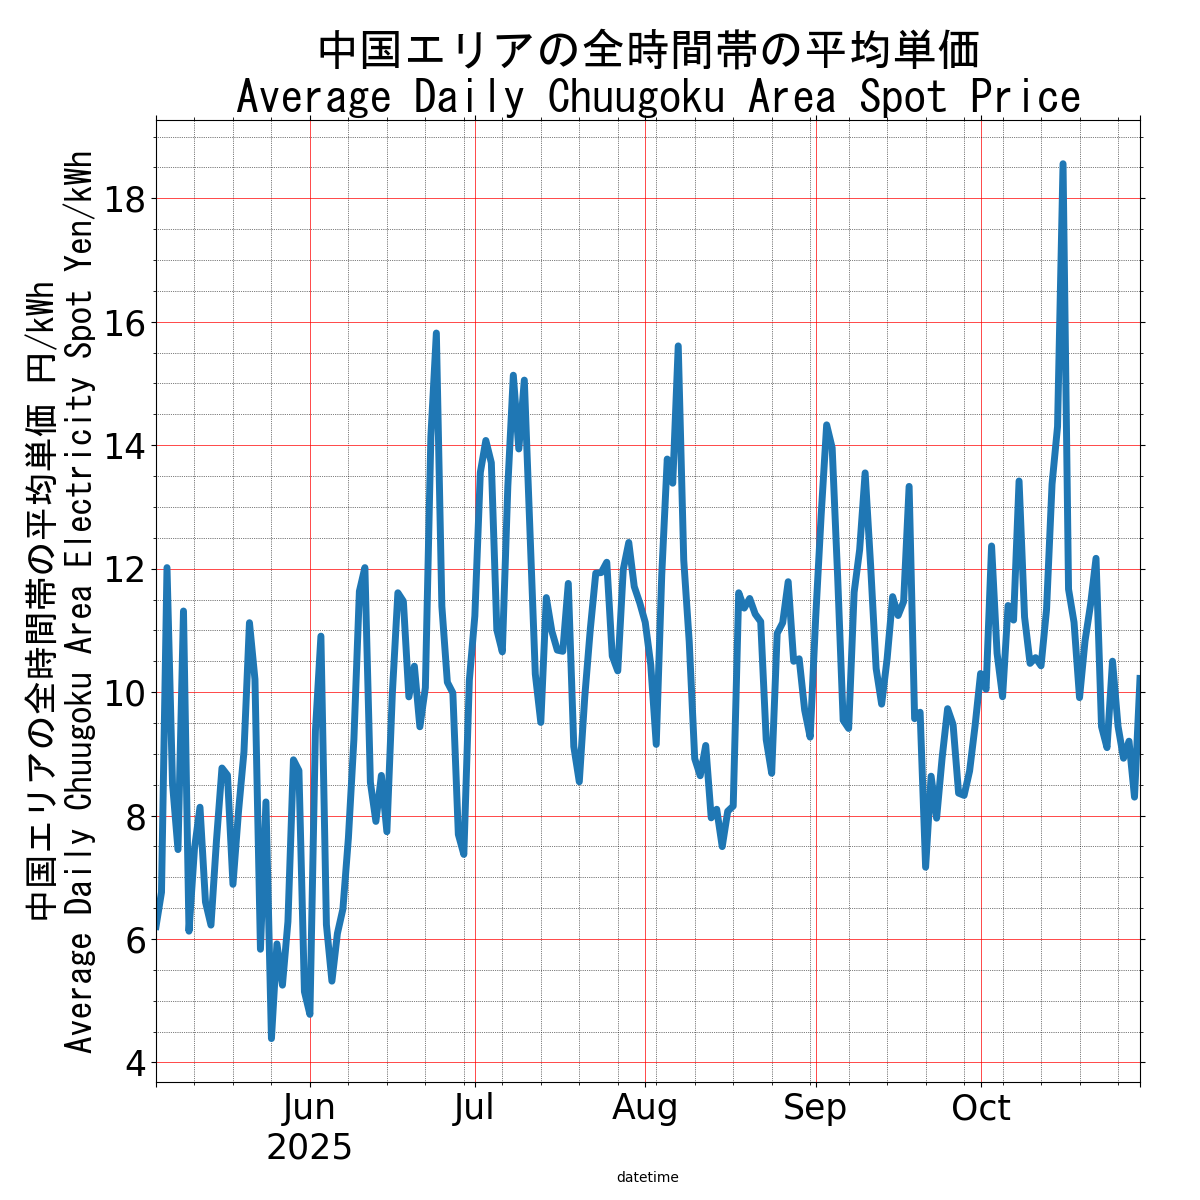 中国エリアの全時間帯の平均単価
Average Daily Chuugoku Area Spot Price
中国エリアの全時間帯の平均単価 円/kWh
Average Daily Chuugoku Area Electricity Spot Yen/kWh
18
16
14
12
10
8
6
4
Jun
2025
Jul
Aug
Sep
Oct
datetime